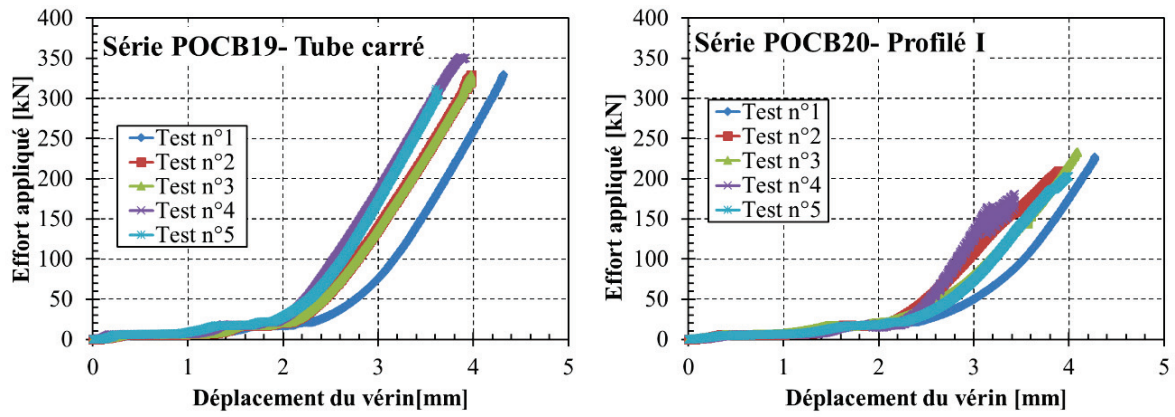 Série POCB19- Tube carré
Effort appliqué [kN]
400
350
300
250
200
150
100
50
0
Test n°1
Test n°2
Test n°3
Test n°4
Test n°5
0 1 2 3 4 5
Déplacement du vérin[mm]
Série POCB20- Profilé I
Effort appliqué [kN]
400
350
300
250
200
150
100
50
0
Test n°1
Test n°2
Test n°3
Test n°4
Test n°5
0 1 2 3 4 5
Déplacement du vérin [mm]